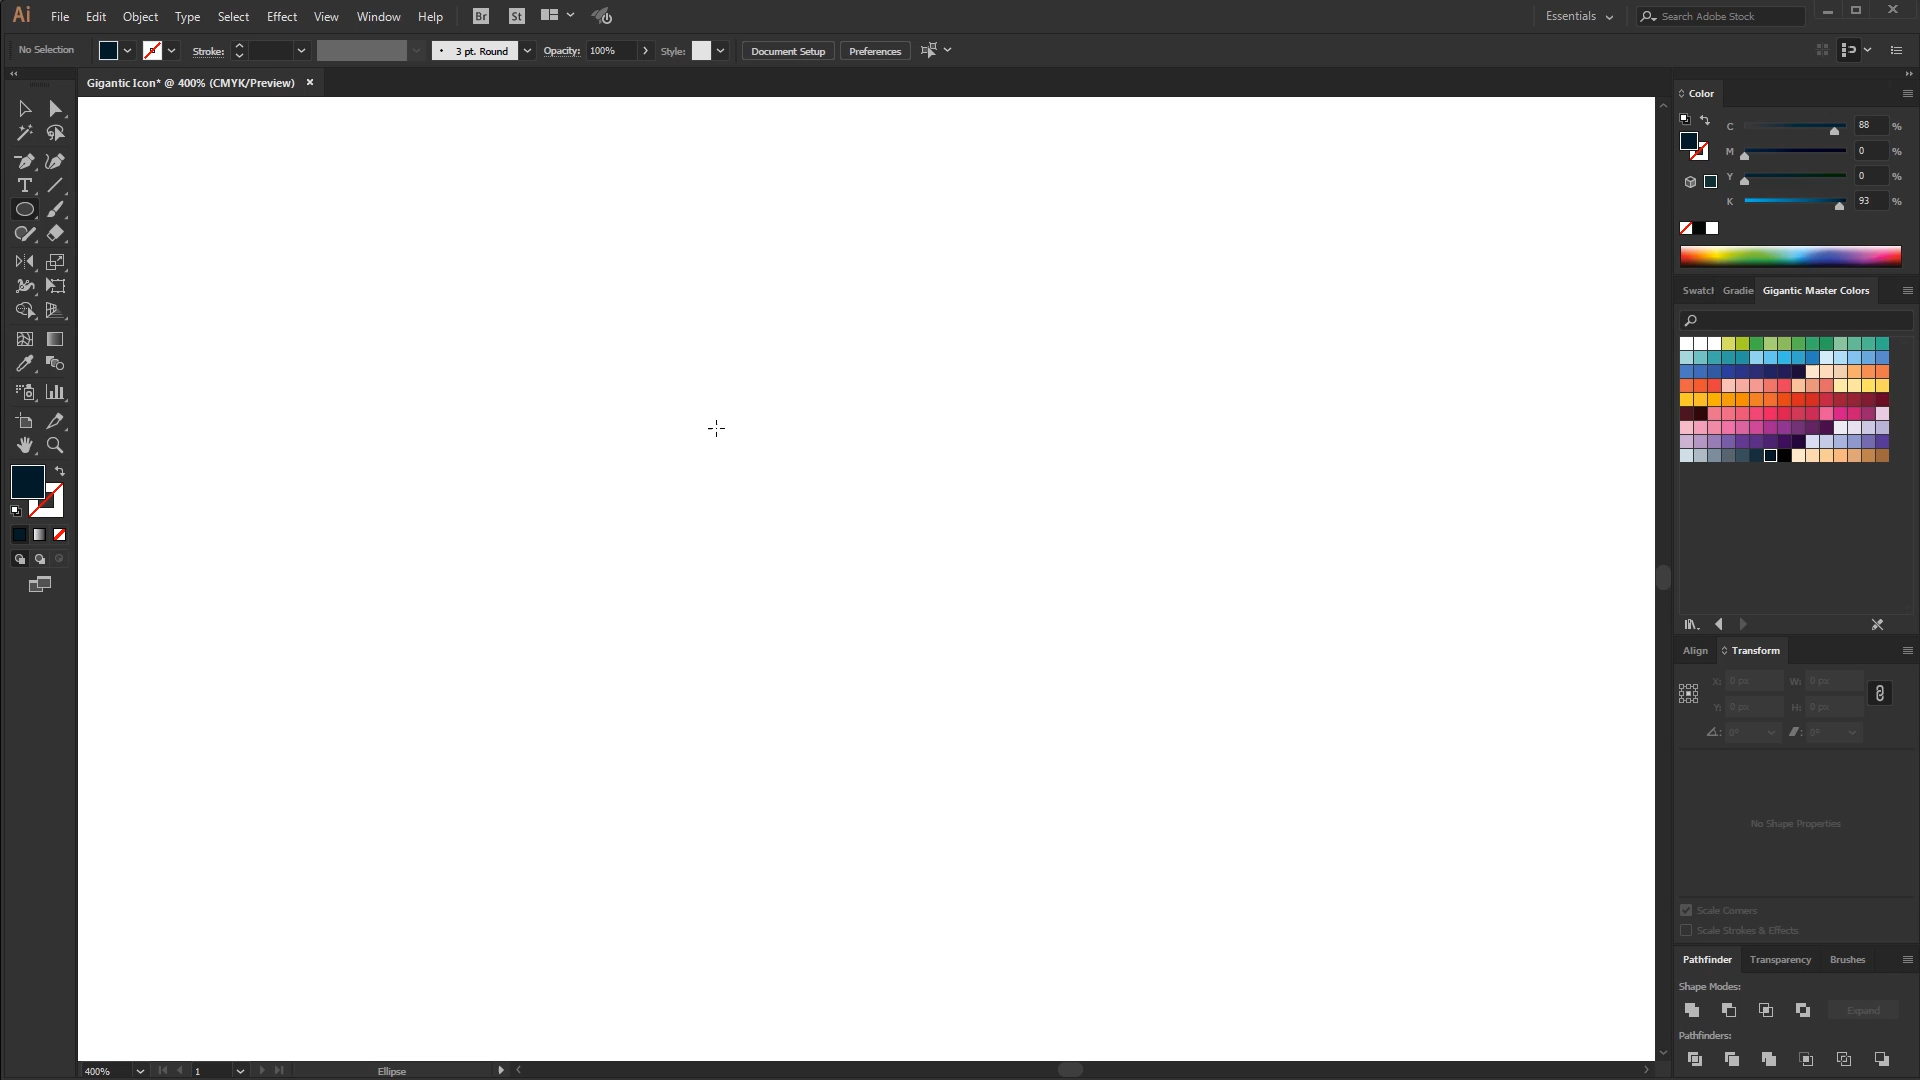 Ai File Edit Object Type Select Effect View Window Help Br St Essentials Search Adobe Stock
No Selection Stroke: 3 pt. Round Opacity: 100% Style: Document Setup Preferences
Gigantic Icon* @ 400% (CMYK/Preview)
Color
C 88 %
M 0 %
Y 0 %
K 93 %
Swatcl Gradie Gigantic Master Colors
Align Transform
X: 0 px W: 0 px
Y: 0 px H: 0 px
0° 0°
No Shape Properties
Scale Corners
Scale Strokes & Effects
Pathfinder Transparency Brushes
Shape Modes:
Expand
Pathfinders:
400% 1 Ellipse